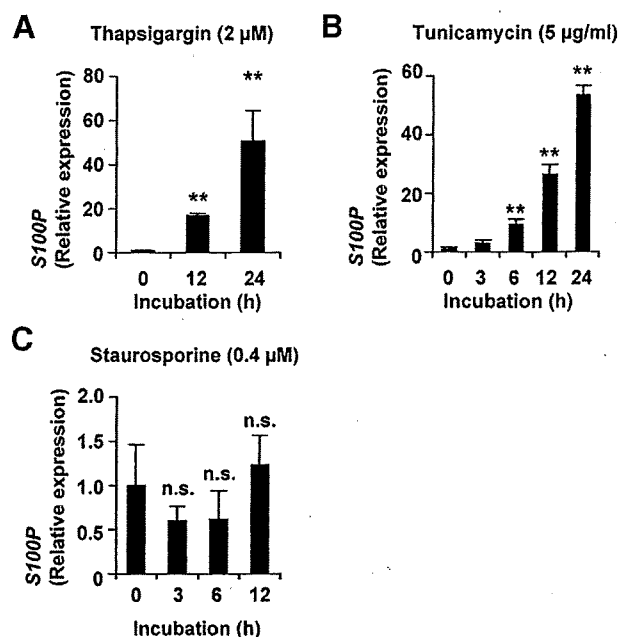 A
Thapsigargin (2 µM)
S100P
(Relative expression)
80
60
40
20
0
**
**
0 12 24
Incubation (h)
B
Tunicamycin (5 µg/ml)
S100P
(Relative expression)
60
40
20
0
**
**
**
0 3 6 12 24
Incubation (h)
C
Staurosporine (0.4 µM)
S100P
(Relative expression)
2.0
1.5
1.0
0.5
0
n.s.
n.s.
n.s.
0 3 6 12
Incubation (h)